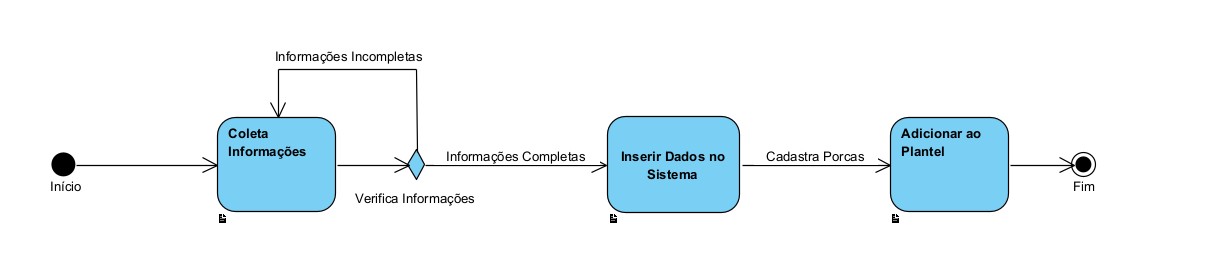 Informações Incompletas
Início
Coleta
Informações
Verifica Informações
Informações Completas
Inserir Dados no
Sistema
Cadastra Porcas
Adicionar ao
Plantel
Fim